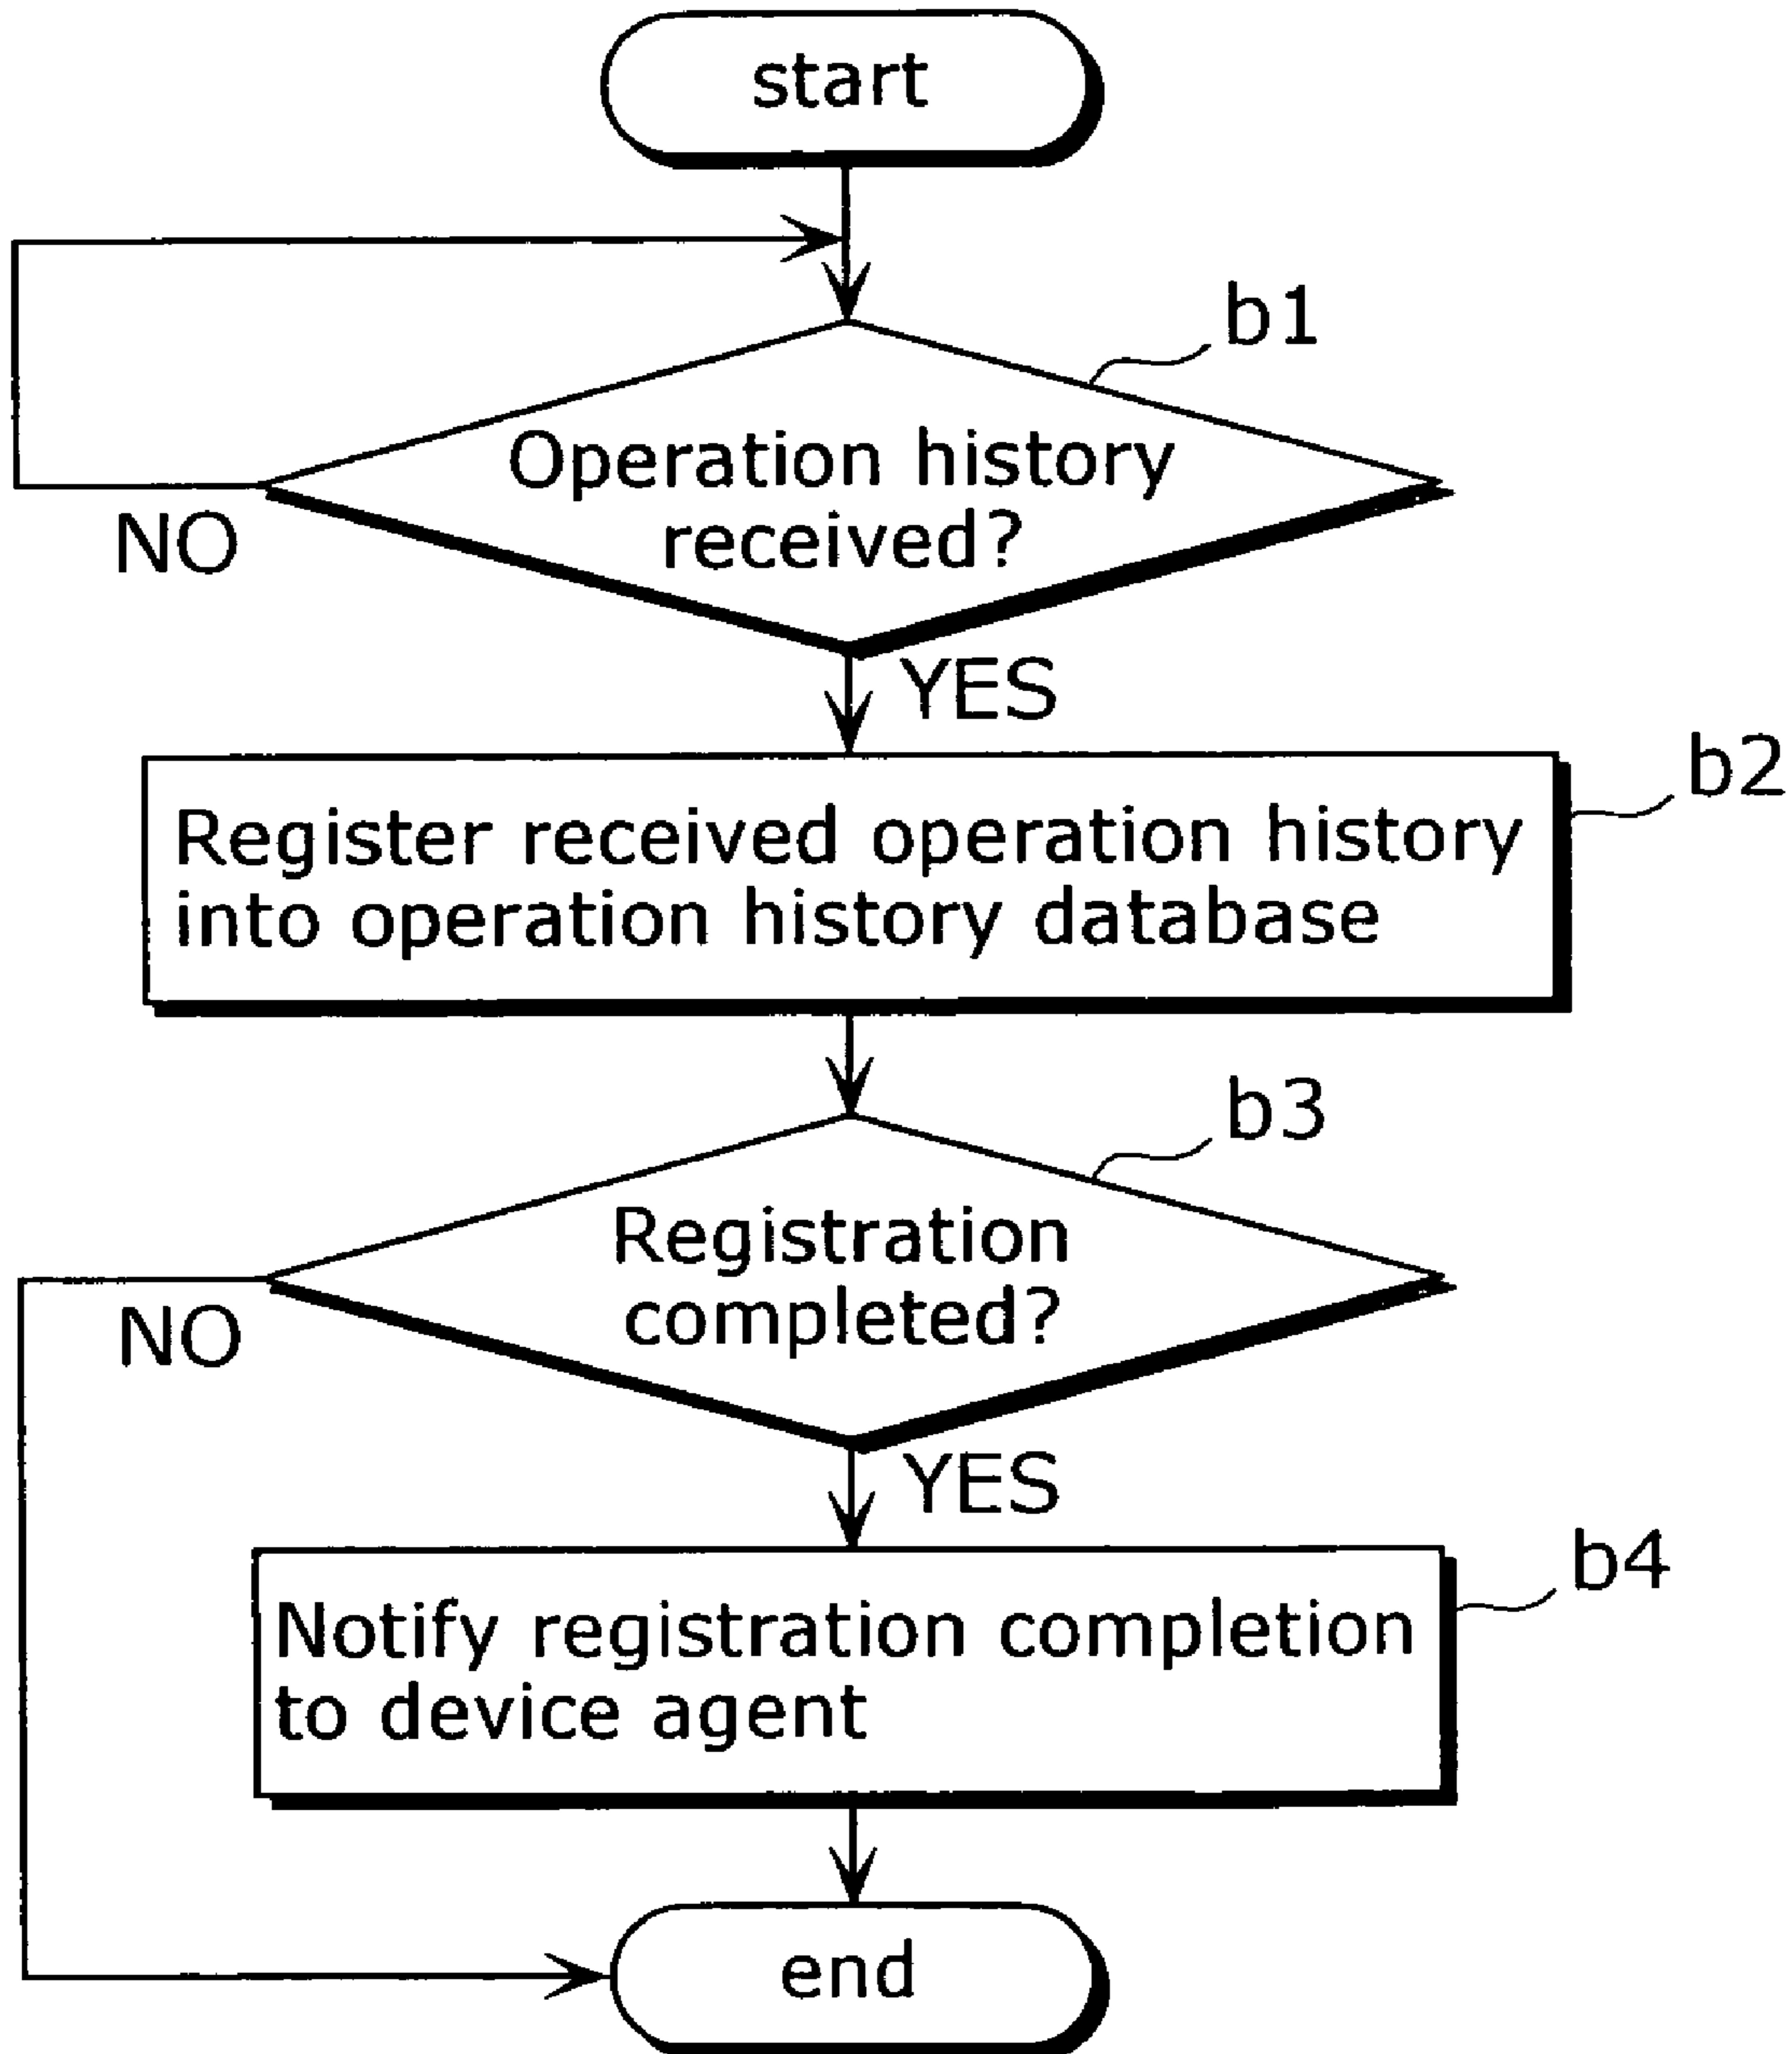 start
b1
Operation history
received?
NO
YES
b2
Register received operation history
into operation history database
b3
Registration
completed?
NO
YES
b4
Notify registration completion
to device agent
end